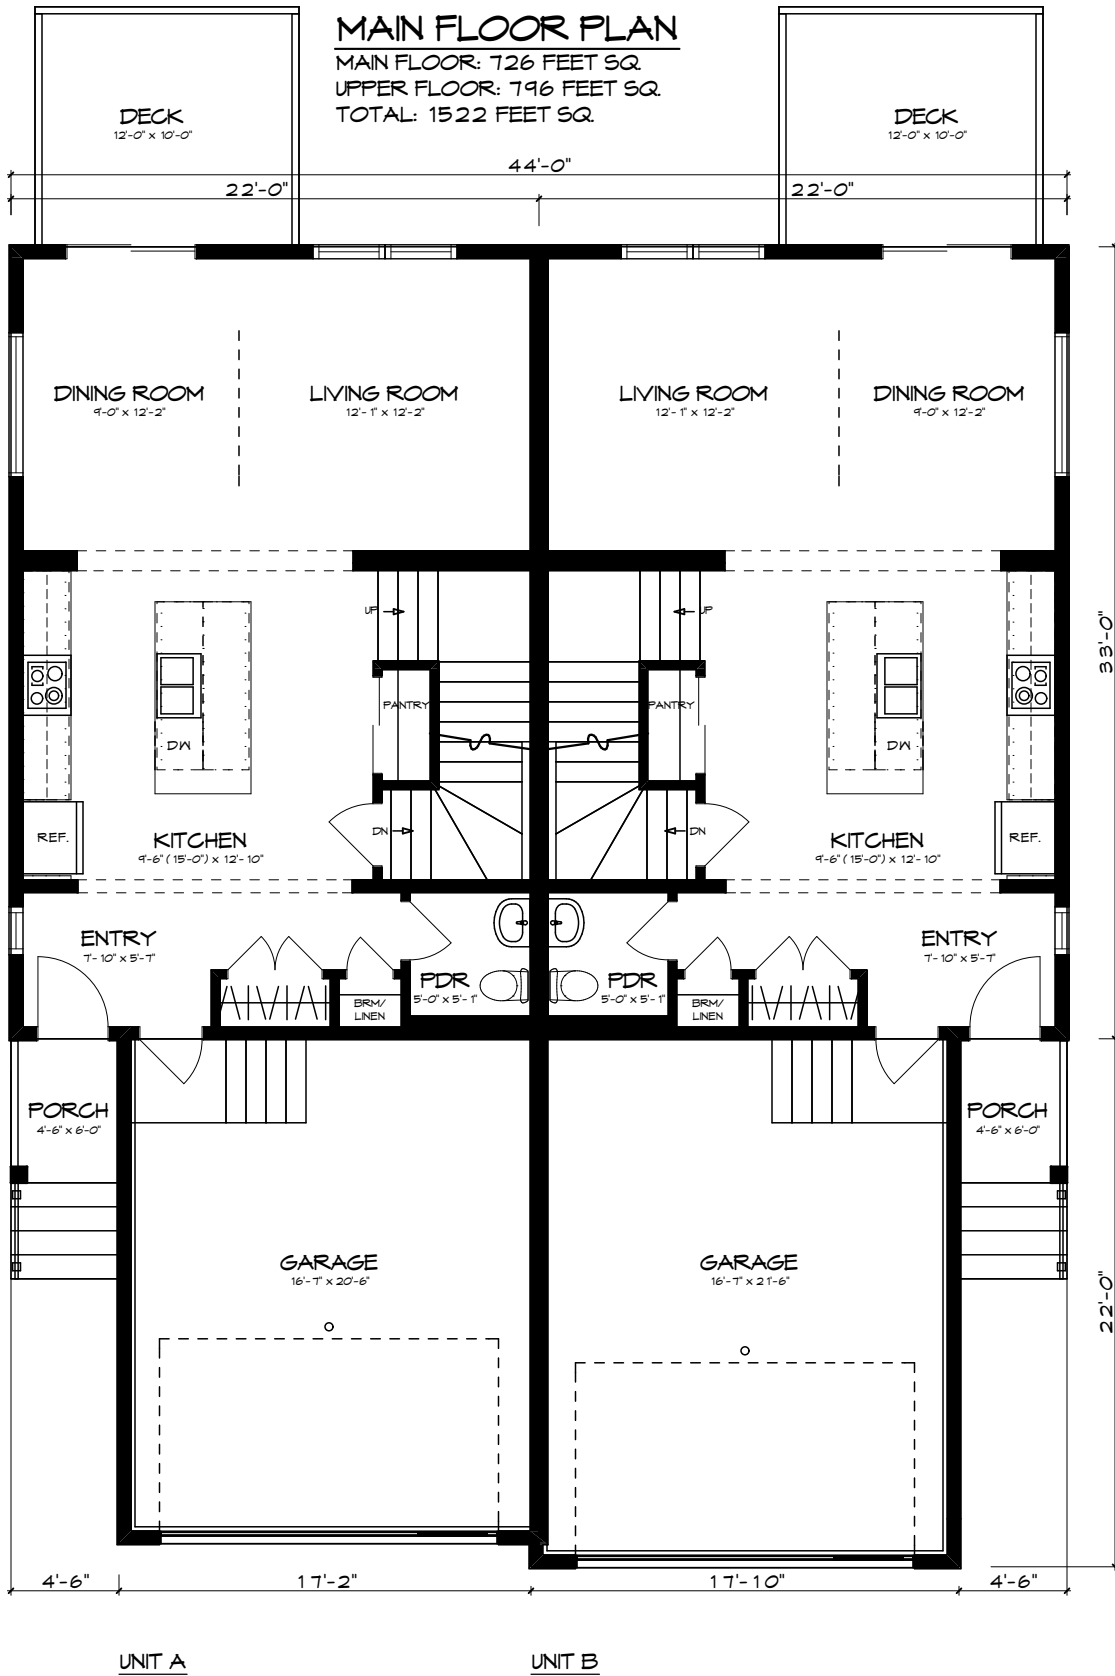 MAIN FLOOR PLAN
MAIN FLOOR: 726 FEET SQ.
UPPER FLOOR: 796 FEET SQ.
TOTAL: 1522 FEET SQ.
DECK
12'-0" x 10'-0"
DECK
12'-0" x 10'-0"
44'-0"
22'-0"
22'-0"
DINING ROOM
9'-0" x 12'-2"
LIVING ROOM
12'-1" x 12'-2"
LIVING ROOM
12'-1" x 12'-2"
DINING ROOM
9'-0" x 12'-2"
33'-0"
UP
UP
PANTRY
PANTRY
DW
DW
REF.
KITCHEN
9'-6" (15'-0") x 12'-10"
DN
DN
KITCHEN
9'-6" (15'-0") x 12'-10"
REF.
ENTRY
7'-10" x 5'-7"
ENTRY
7'-10" x 5'-7"
PDR
5'-0" x 5'-1"
PDR
5'-0" x 5'-1"
BRM/
LINEN
BRM/
LINEN
PORCH
4'-6" x 6'-0"
PORCH
4'-6" x 6'-0"
GARAGE
16'-7" x 20'-6"
GARAGE
16'-7" x 21'-6"
22'-0"
4'-6"
17'-2"
17'-10"
4'-6"
UNIT A
UNIT B